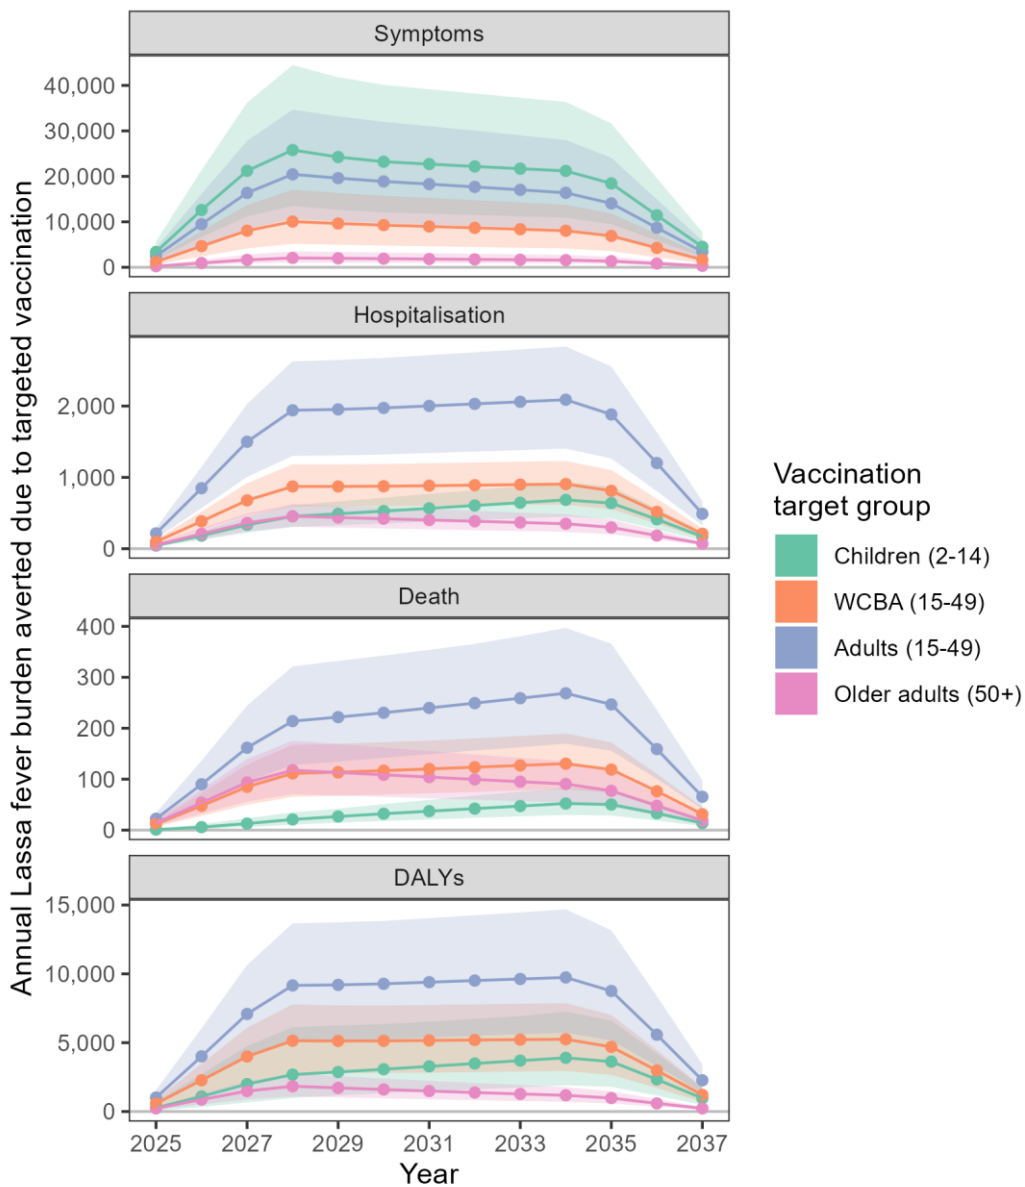 Annual Lassa fever burden averted due to targeted vaccination
Symptoms
40,000
30,000
20,000
10,000
0
Hospitalisation
2,000
1,000
0
Death
400
300
200
100
0
DALYs
15,000
10,000
5,000
0
2025 2027 2029 2031 2033 2035 2037
Year
Vaccination
target group
Children (2-14)
WCBA (15-49)
Adults (15-49)
Older adults (50+)